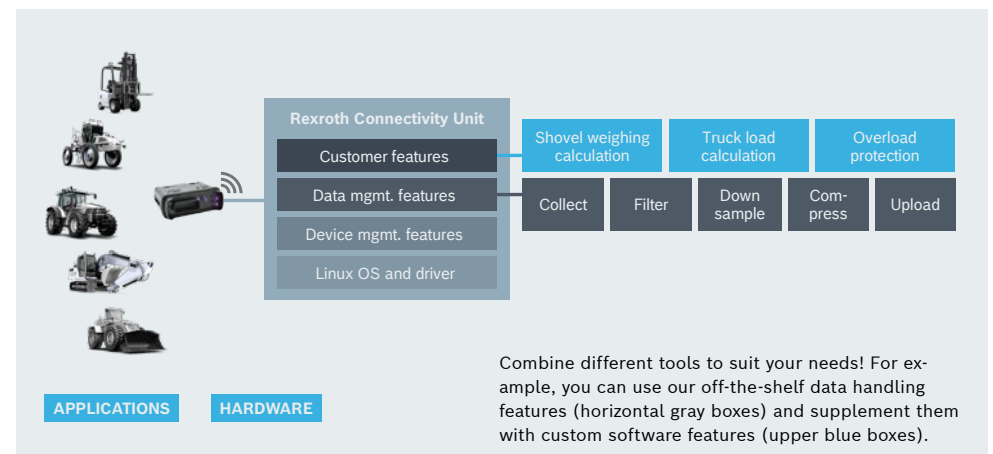 Rexroth Connectivity Unit
Customer features
Data mgmt. features
Device mgmt. features
Linux OS and driver
Shovel weighing
calculation
Truck load
calculation
Overload
protection
Collect
Filter
Down
sample
Com-
press
Upload
Combine different tools to suit your needs! For ex-
ample, you can use our off-the-shelf data handling
features (horizontal gray boxes) and supplement them
with custom software features (upper blue boxes).
APPLICATIONS
HARDWARE